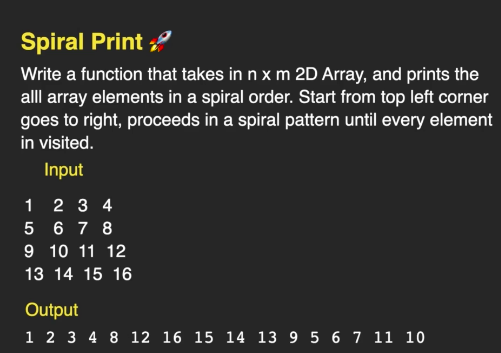 Spiral Print 🚀
Write a function that takes in n x m 2D Array, and prints the
alll array elements in a spiral order. Start from top left corner
goes to right, proceeds in a spiral pattern until every element
in visited.
Input
1 2 3 4
5 6 7 8
9 10 11 12
13 14 15 16
Output
1 2 3 4 8 12 16 15 14 13 9 5 6 7 11 10